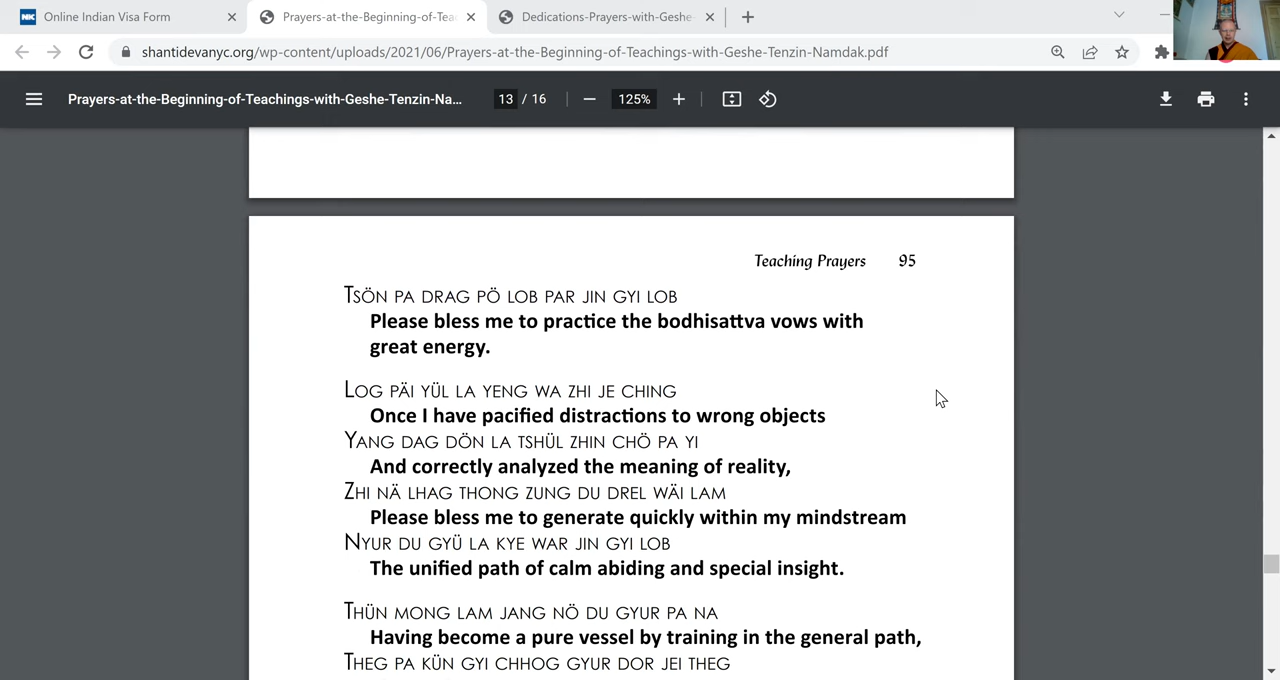 Online Indian Visa Form
Prayers-at-the-Beginning-of-Tea
Dedications-Prayers-with-Geshe-
shantidevanyc.org/wp-content/uploads/2021/06/Prayers-at-the-Beginning-of-Teachings-with-Geshe-Tenzin-Namdak.pdf
Prayers-at-the-Beginning-of-Teachings-with-Geshe-Tenzin-Na...
13 / 16
125%
Teaching Prayers 95
TSÖN PA DRAG PÖ LOB PAR JIN GYI LOB
Please bless me to practice the bodhisattva vows with
great energy.
LOG PÄI YÜL LA YENG WA ZHI JE CHING
Once I have pacified distractions to wrong objects
YANG DAG DÖN LA TSHÜL ZHIN CHÖ PA YI
And correctly analyzed the meaning of reality,
ZHI NÄ LHAG THONG ZUNG DU DREL WÄI LAM
Please bless me to generate quickly within my mindstream
NYUR DU GYÜ LA KYE WAR JIN GYI LOB
The unified path of calm abiding and special insight.
THÜN MONG LAM JANG NÖ DU GYUR PA NA
Having become a pure vessel by training in the general path,
THEG PA KÜN GYI CHHOG GYUR DOR JEI THEG